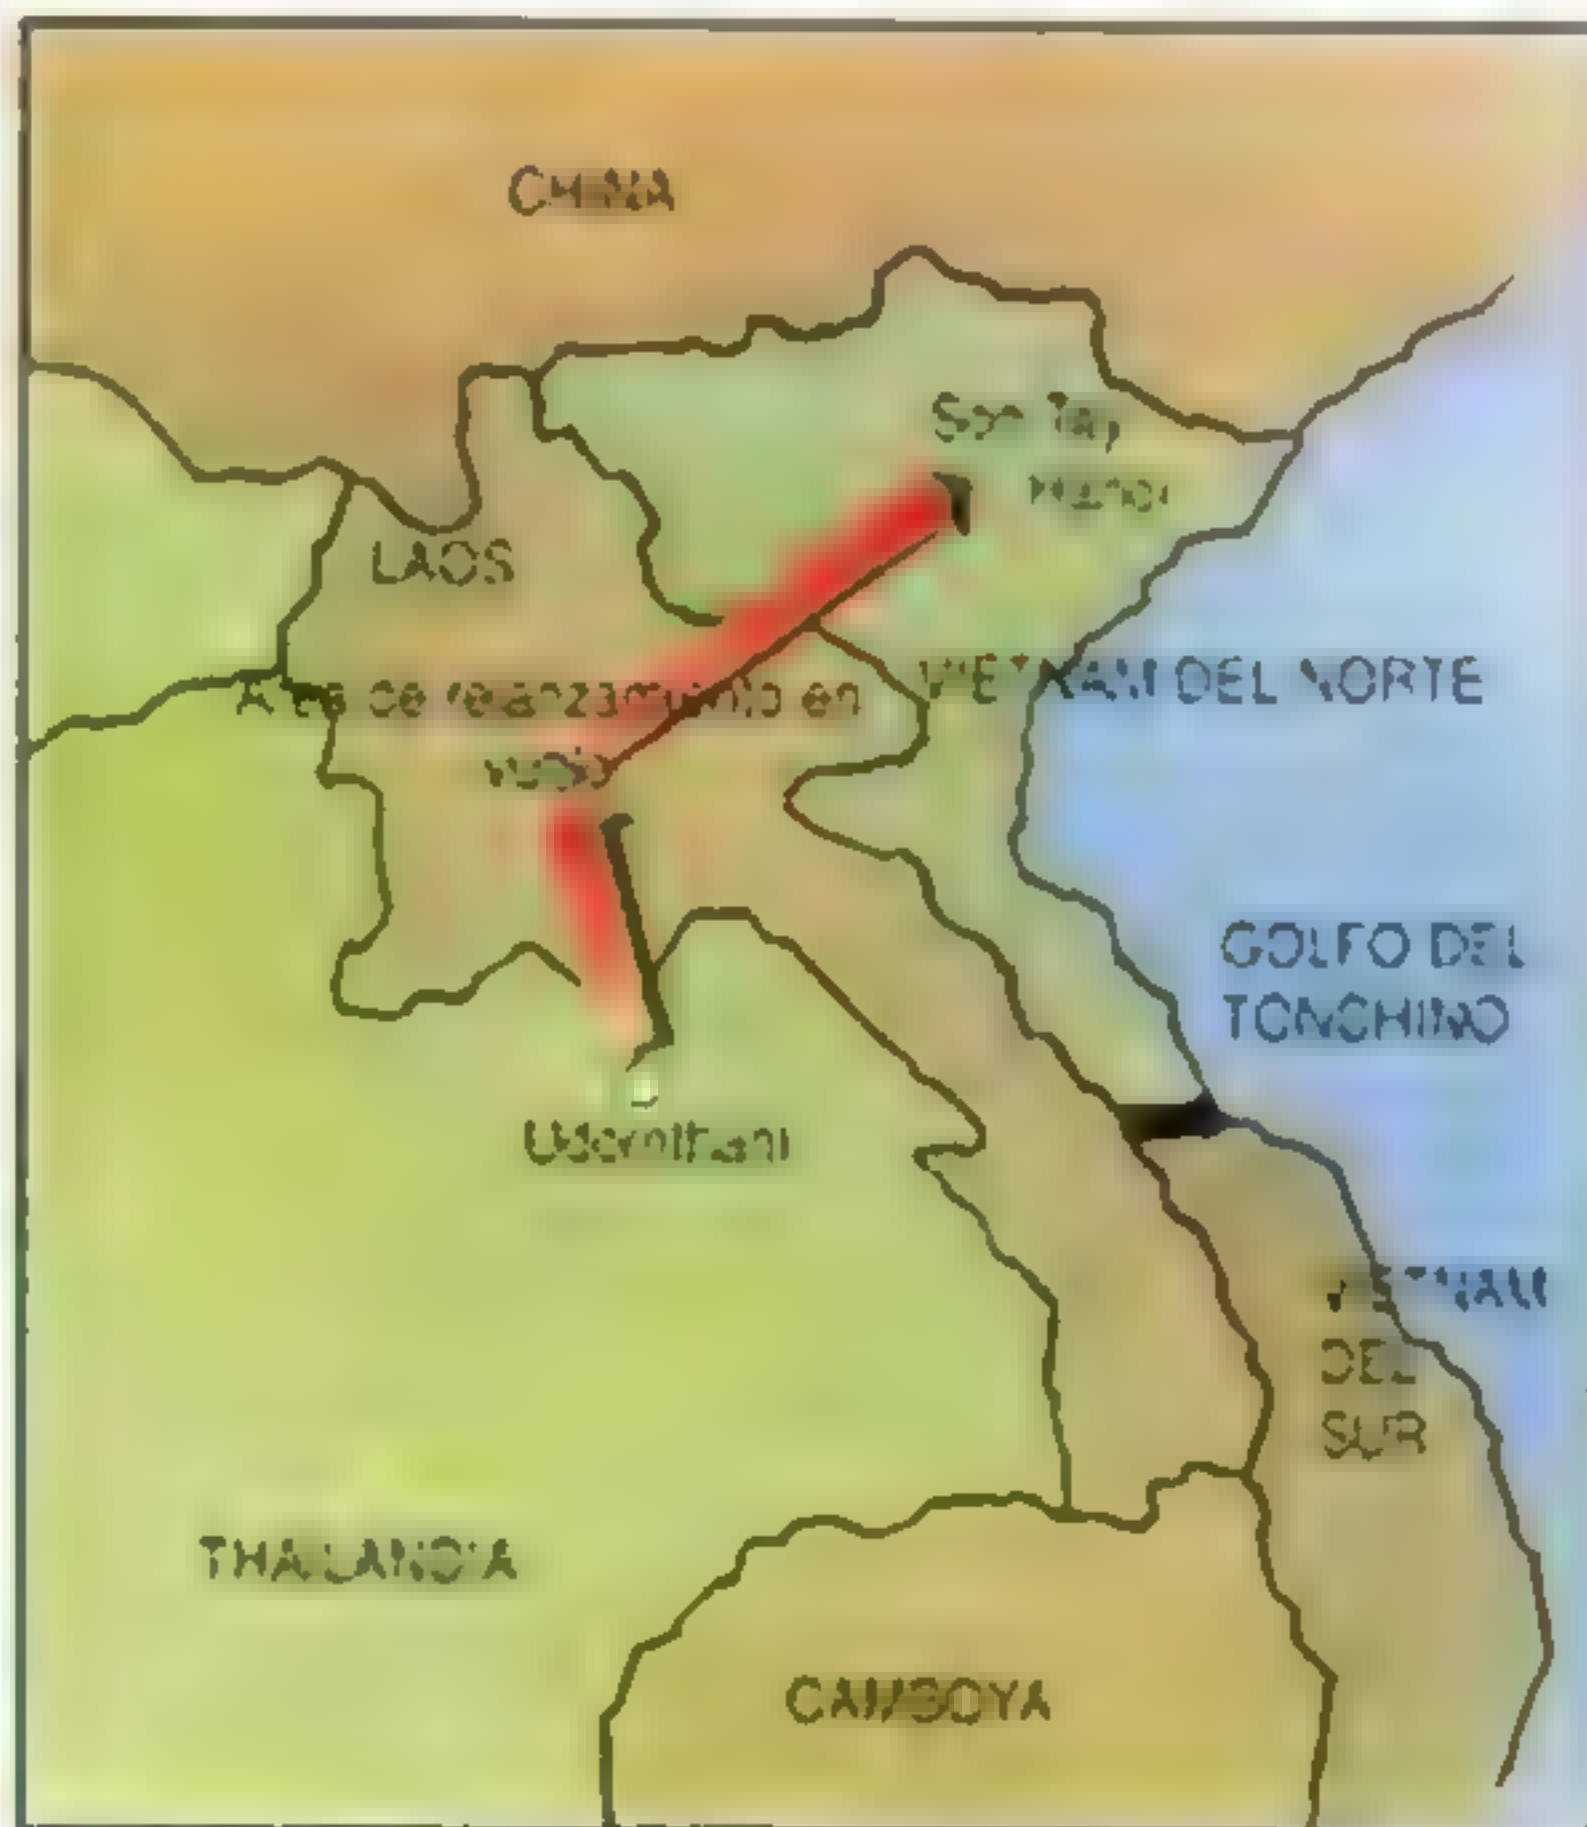 CHINA
Son Tay
Hanoi
LAOS
VIETNAM DEL NORTE
Area de relanzamiento en
vuelo
GOLFO DEL
TONCHINO
Udornthani
VIETNAM
DEL
SUR
THAILANDIA
CAMBOYA